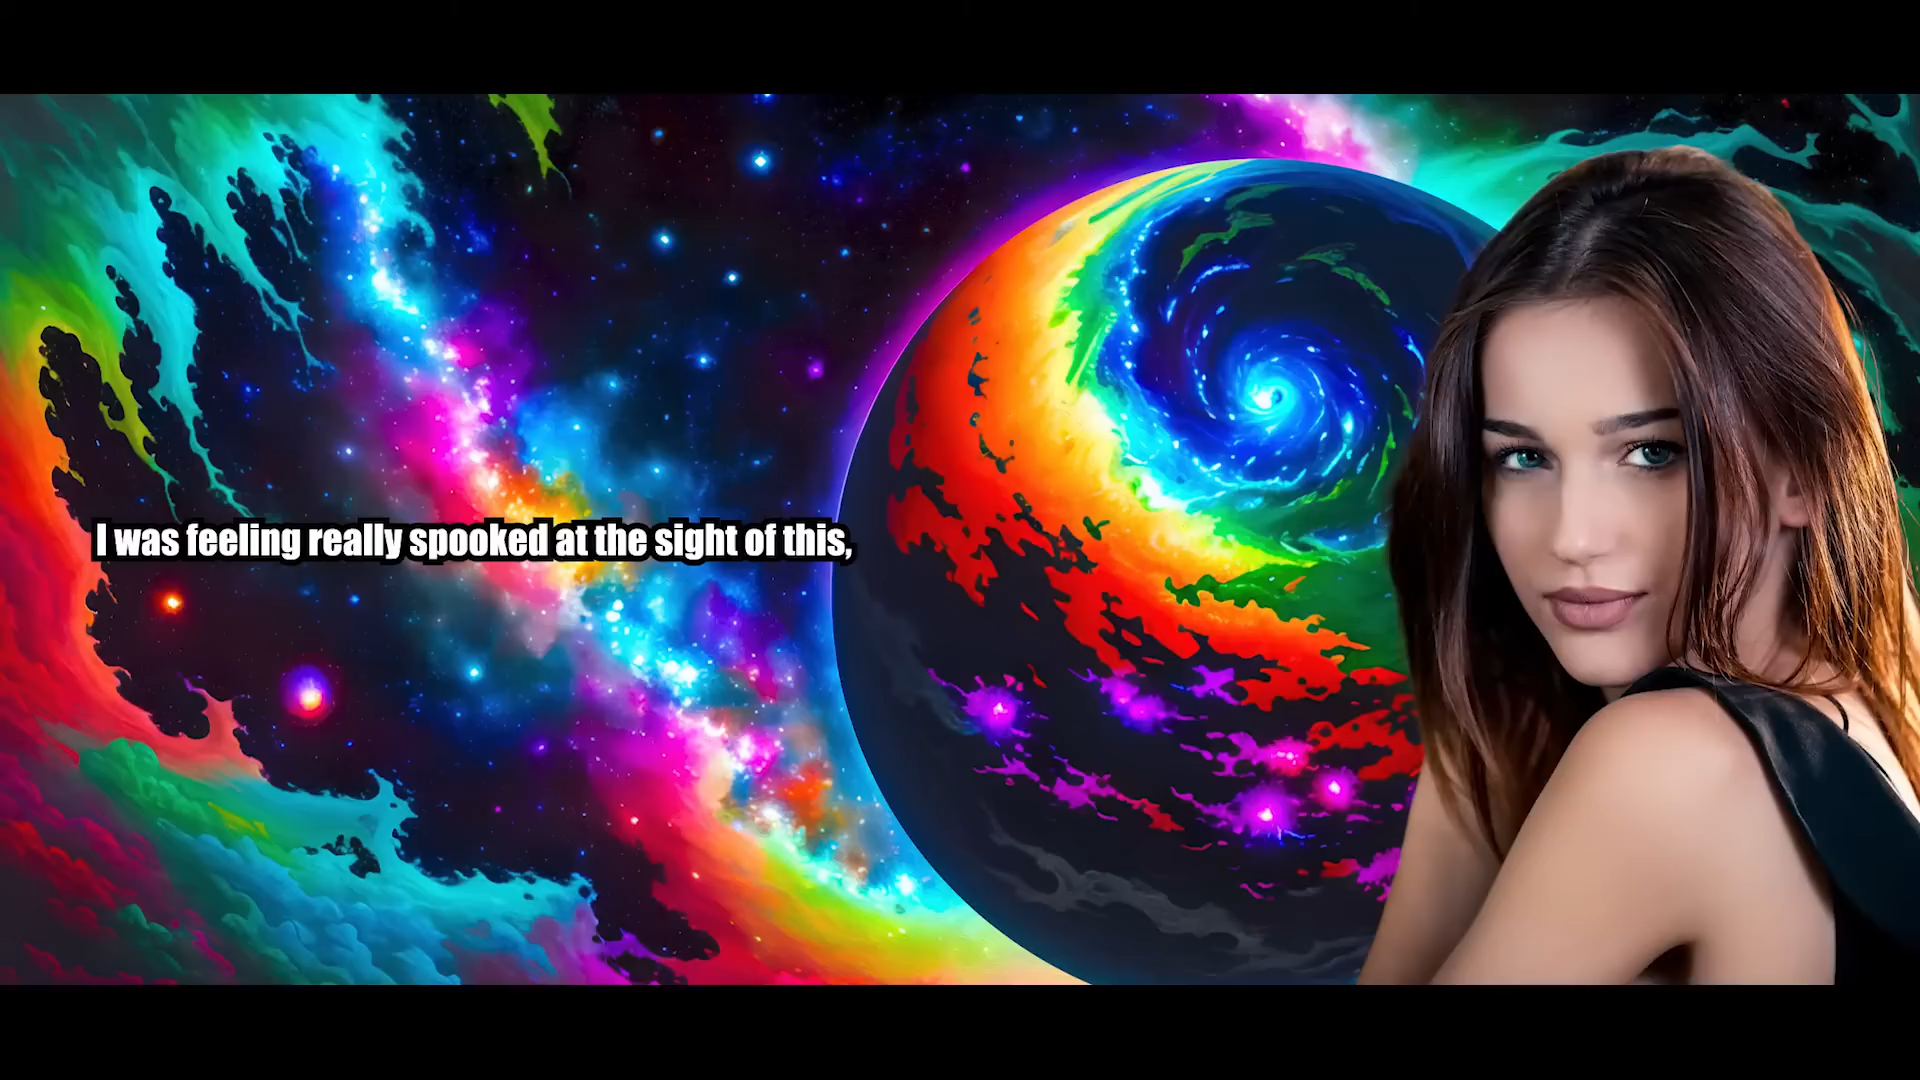 I was feeling really spooked at the sight of this,